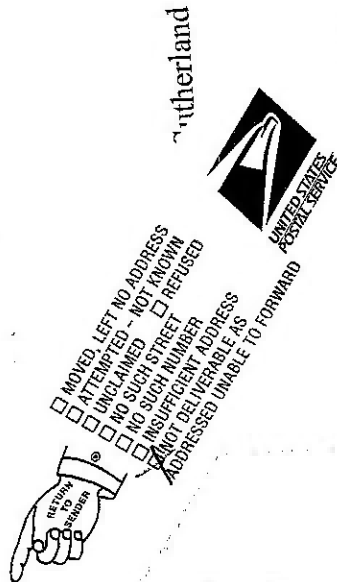 utherland
RETURN
TO
SENDER
☐ MOVED, LEFT NO ADDRESS
☐ ATTEMPTED – NOT KNOWN
☐ UNCLAIMED ☐ REFUSED
☐ NO SUCH STREET
☐ NO SUCH NUMBER
☐ INSUFFICIENT ADDRESS
☒ NOT DELIVERABLE AS
ADDRESSED UNABLE TO FORWARD
UNITED STATES
POSTAL SERVICE